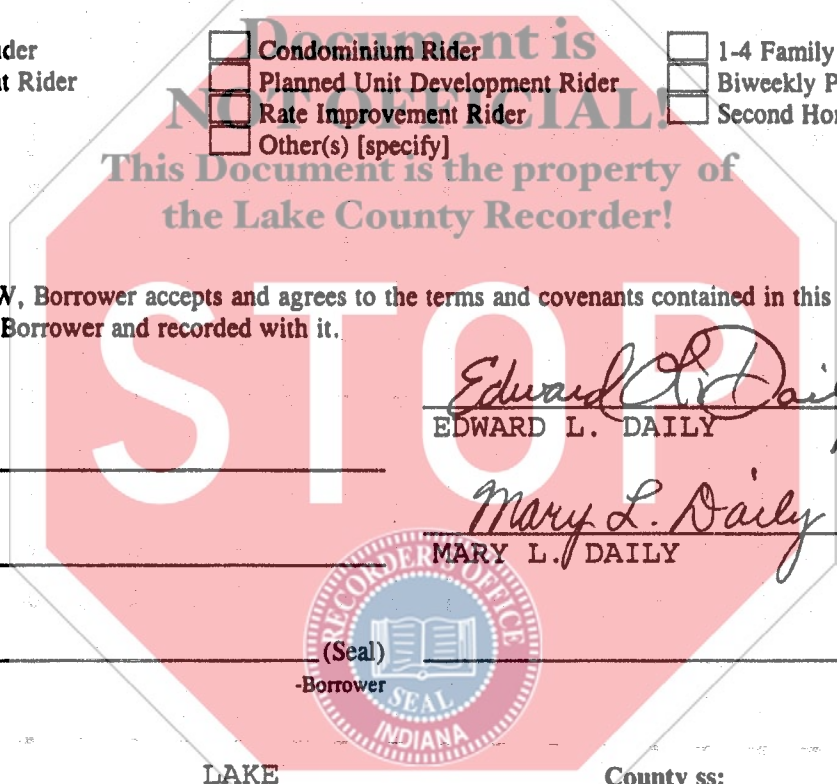 Document is
NOT OFFICIAL!
This Document is the property of
the Lake County Recorder!
STOP
der Condominium Rider 1-4 Family
t Rider Planned Unit Development Rider Biweekly P
Rate Improvement Rider Second Ho
Other(s) [specify]
W, Borrower accepts and agrees to the terms and covenants contained in this
Borrower and recorded with it.
Edward L. Dail
EDWARD L. DAILY
Mary L. Daily
MARY L. DAILY
(Seal)
-Borrower
RECORDER'S OFFICE
SEAL
INDIANA
LAKE County ss: